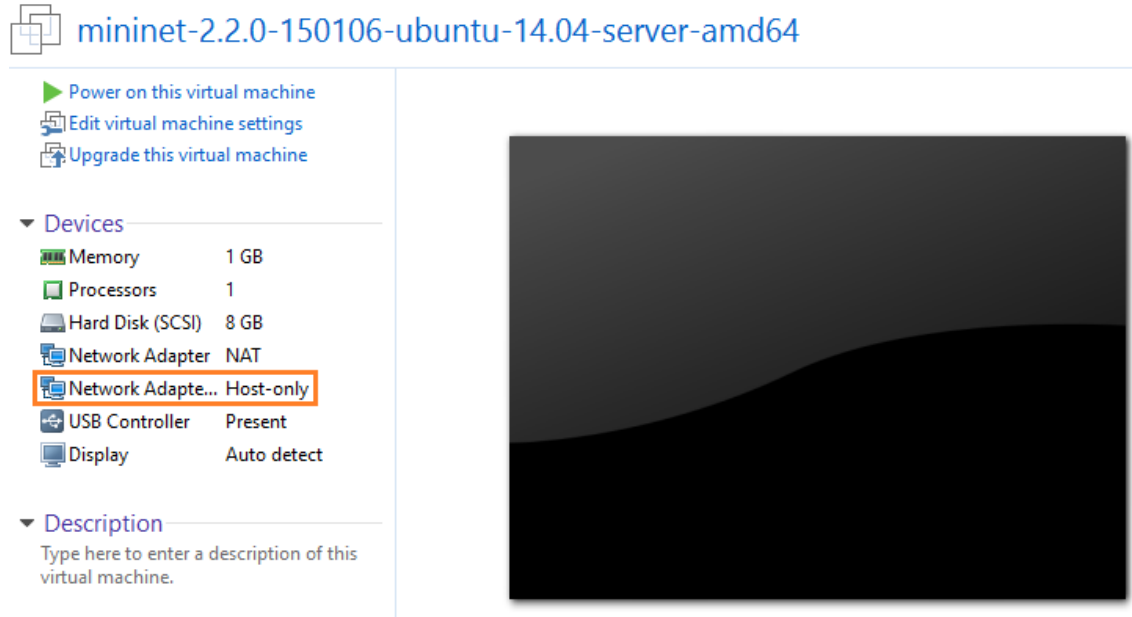 mininet-2.2.0-150106-ubuntu-14.04-server-amd64
Power on this virtual machine
Edit virtual machine settings
Upgrade this virtual machine
Devices
Memory 1 GB
Processors 1
Hard Disk (SCSI) 8 GB
Network Adapter NAT
Network Adapte... Host-only
USB Controller Present
Display Auto detect
Description
Type here to enter a description of this
virtual machine.